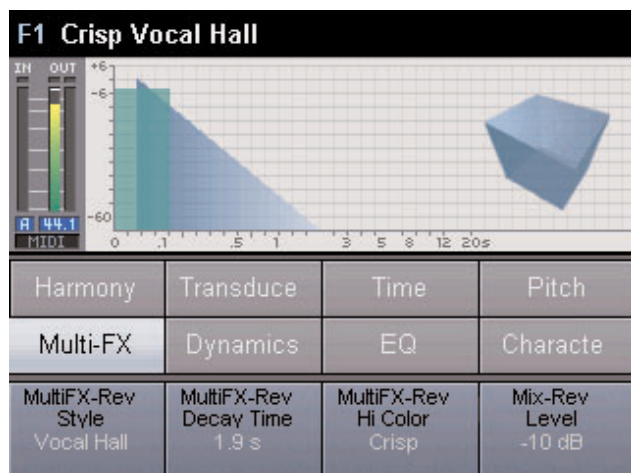 F1 Crisp Vocal Hall
IN OUT
+6
-6
-60
A 44.1
MIDI
0 .1 .5 1 3 5 8 12 20s
Harmony Transduce Time Pitch
Multi-FX Dynamics EQ Characte
MultiFX-Rev MultiFX-Rev MultiFX-Rev Mix-Rev
Style Decay Time Hi Color Level
Vocal Hall 1.9 s Crisp -10 dB